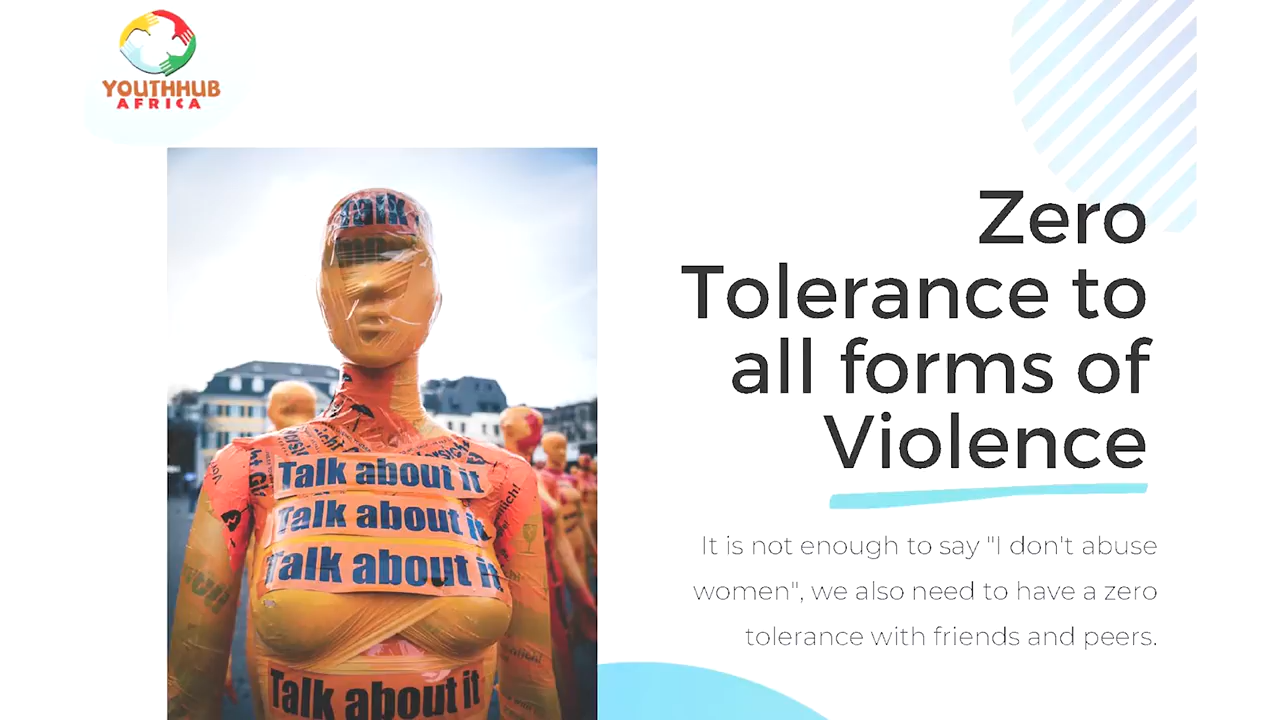 YOUTHHUB
AFRICA
Talk
Talk about it
Talk about it
Talk about it
Talk about it
Zero
Tolerance to
all forms of
Violence
It is not enough to say "I don't abuse
women", we also need to have a zero
tolerance with friends and peers.